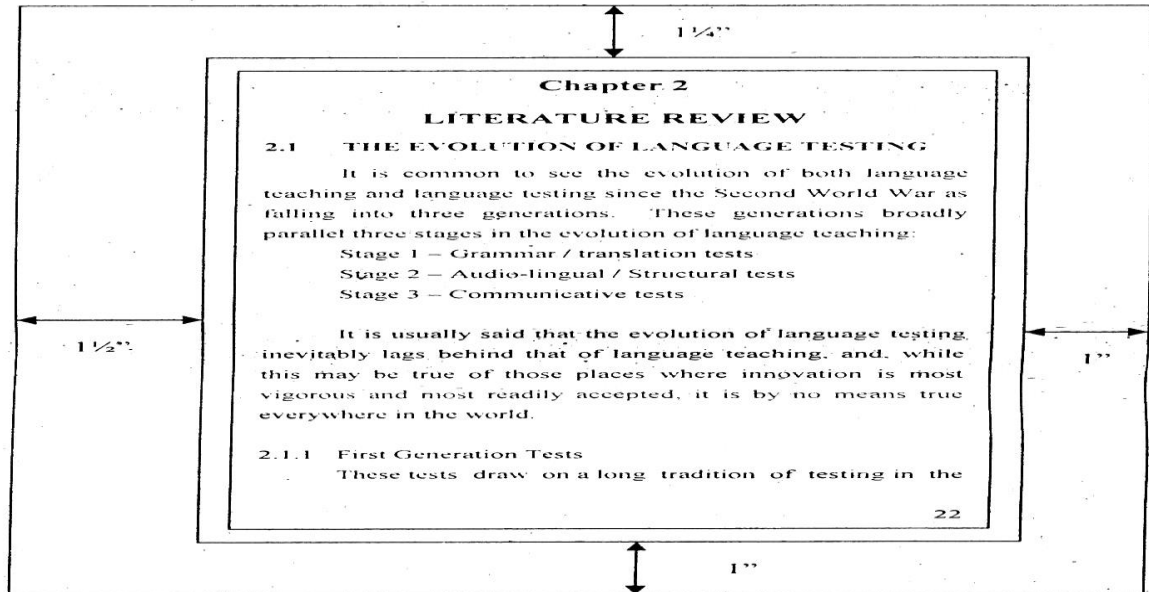 1¼”
Chapter 2
LITERATURE REVIEW
2.1 THE EVOLUTION OF LANGUAGE TESTING
It is common to see the evolution of both language
teaching and language testing since the Second World War as
falling into three generations. These generations broadly
parallel three stages in the evolution of language teaching:
Stage 1 – Grammar / translation tests
Stage 2 – Audio-lingual / Structural tests
Stage 3 – Communicative tests
It is usually said that the evolution of language testing
inevitably lags behind that of language teaching, and, while
this may be true of those places where innovation is most
vigorous and most readily accepted, it is by no means true
everywhere in the world.
1½”
1”
2.1.1 First Generation Tests
These tests draw on a long tradition of testing in the
22
1”